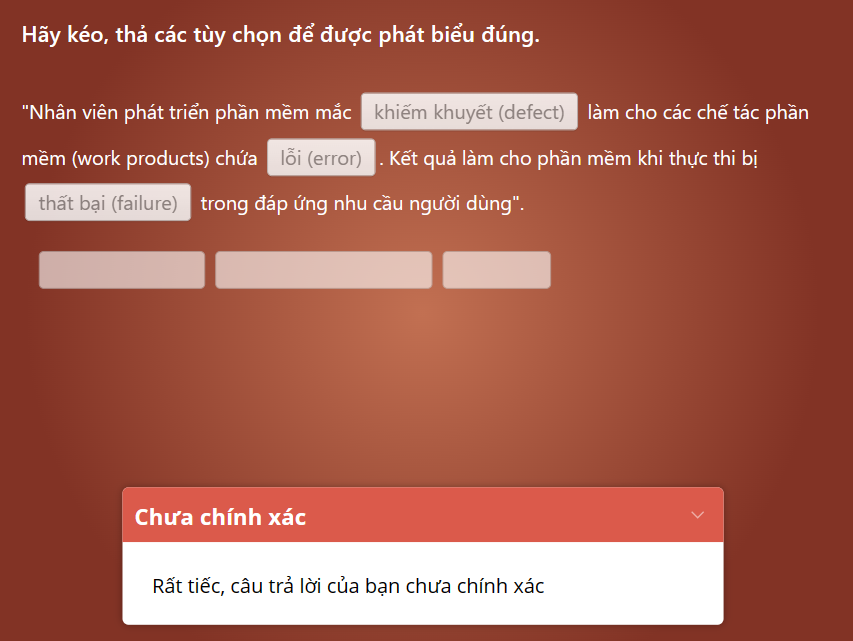 Hãy kéo, thả các tùy chọn để được phát biểu đúng.
"Nhân viên phát triển phần mềm mắc khiếm khuyết (defect) làm cho các chế tác phần
mềm (work products) chứa lỗi (error) . Kết quả làm cho phần mềm khi thực thi bị
thất bại (failure) trong đáp ứng nhu cầu người dùng".
Chưa chính xác
Rất tiếc, câu trả lời của bạn chưa chính xác